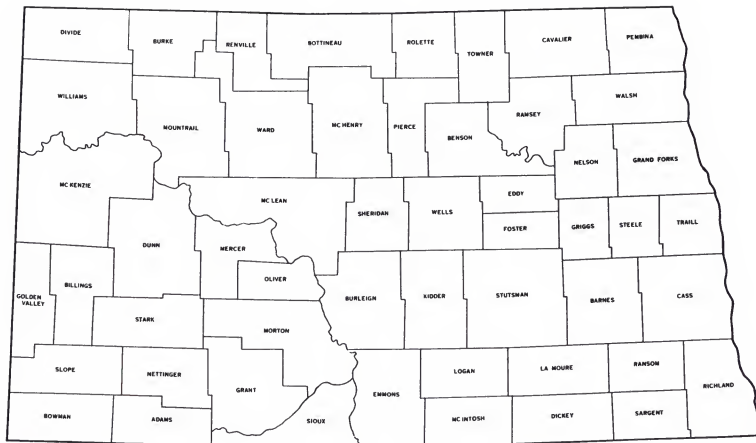 DIVIDE
BURKE
RENVILLE
BOTTINEAU
ROLETTE
TOWNER
CAVALIER
PEMBINA
WILLIAMS
MOUNTRAIL
WARD
MC HENRY
PIERCE
BENSON
RAMSEY
WALSH
NELSON
GRAND FORKS
MC KENZIE
MC LEAN
SHERIDAN
WELLS
EDDY
FOSTER
GRIGGS
STEELE
TRAILL
DUNN
MERCER
OLIVER
GOLDEN
VALLEY
BILLINGS
STARK
BURLEIGH
KIDDER
STUTSMAN
BARNES
CASS
MORTON
SLOPE
NETTINGER
GRANT
EMMONS
LOGAN
LA MOURE
RANSOM
RICHLAND
BOWMAN
ADAMS
SIOUX
MC INTOSH
DICKEY
SARGENT